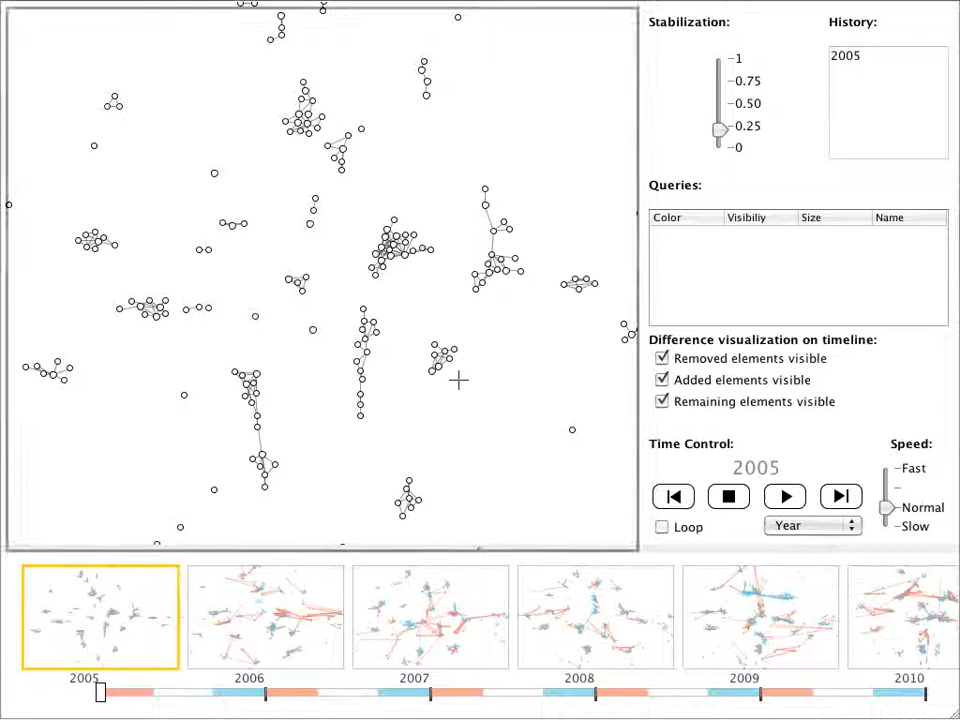 Stabilization:
History:
1
0.75
0.50
0.25
0
2005
Queries:
Color Visibiliy Size Name
Difference visualization on timeline:
Removed elements visible
Added elements visible
Remaining elements visible
Time Control:
Speed:
2005
Fast
Normal
Slow
Loop
Year
2005 2006 2007 2008 2009 2010